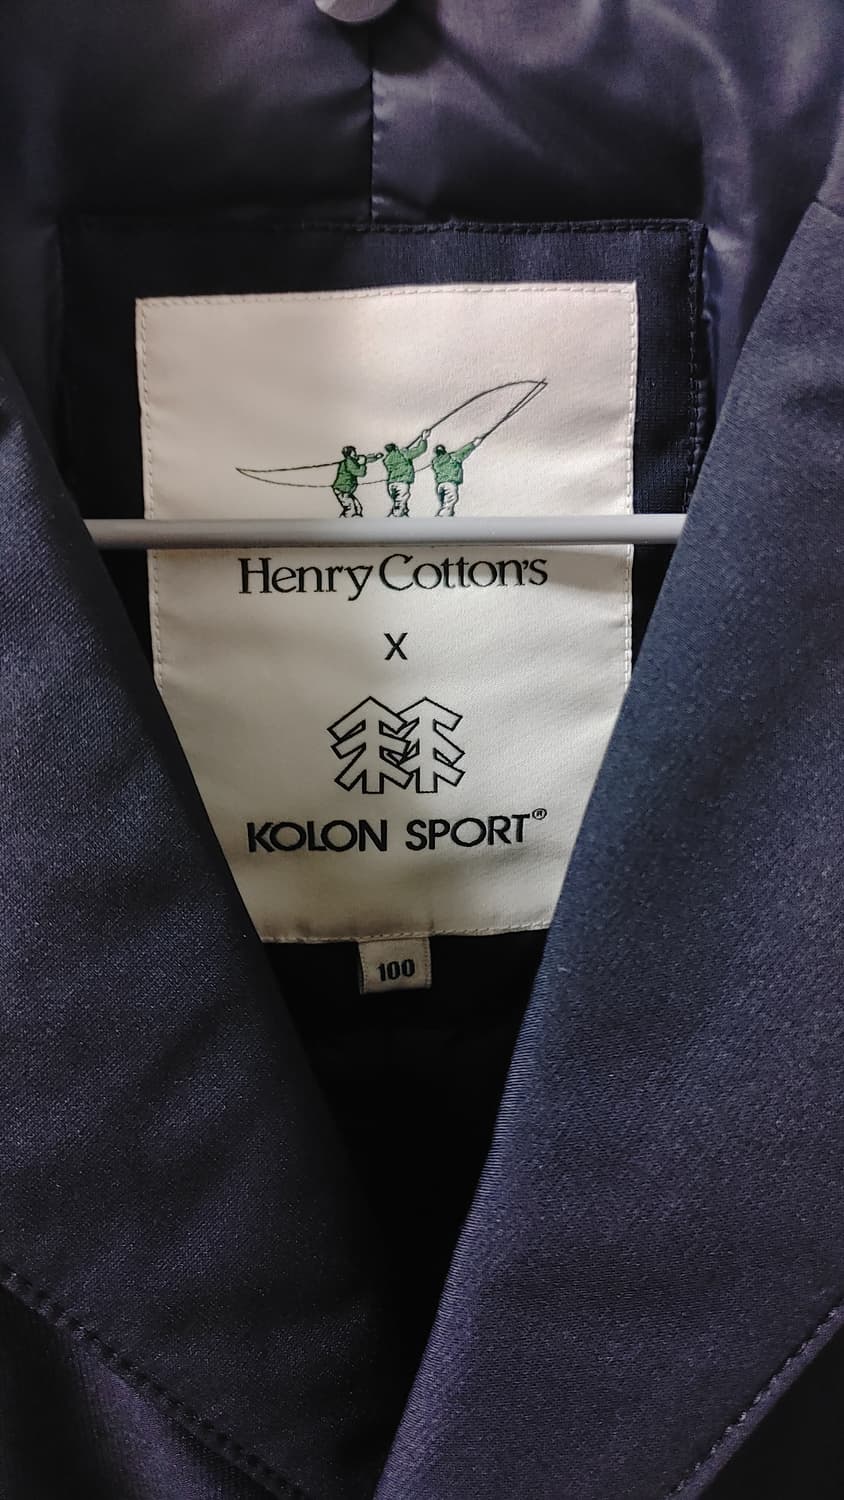 Henry Cotton's
X
KOLON SPORT®
100